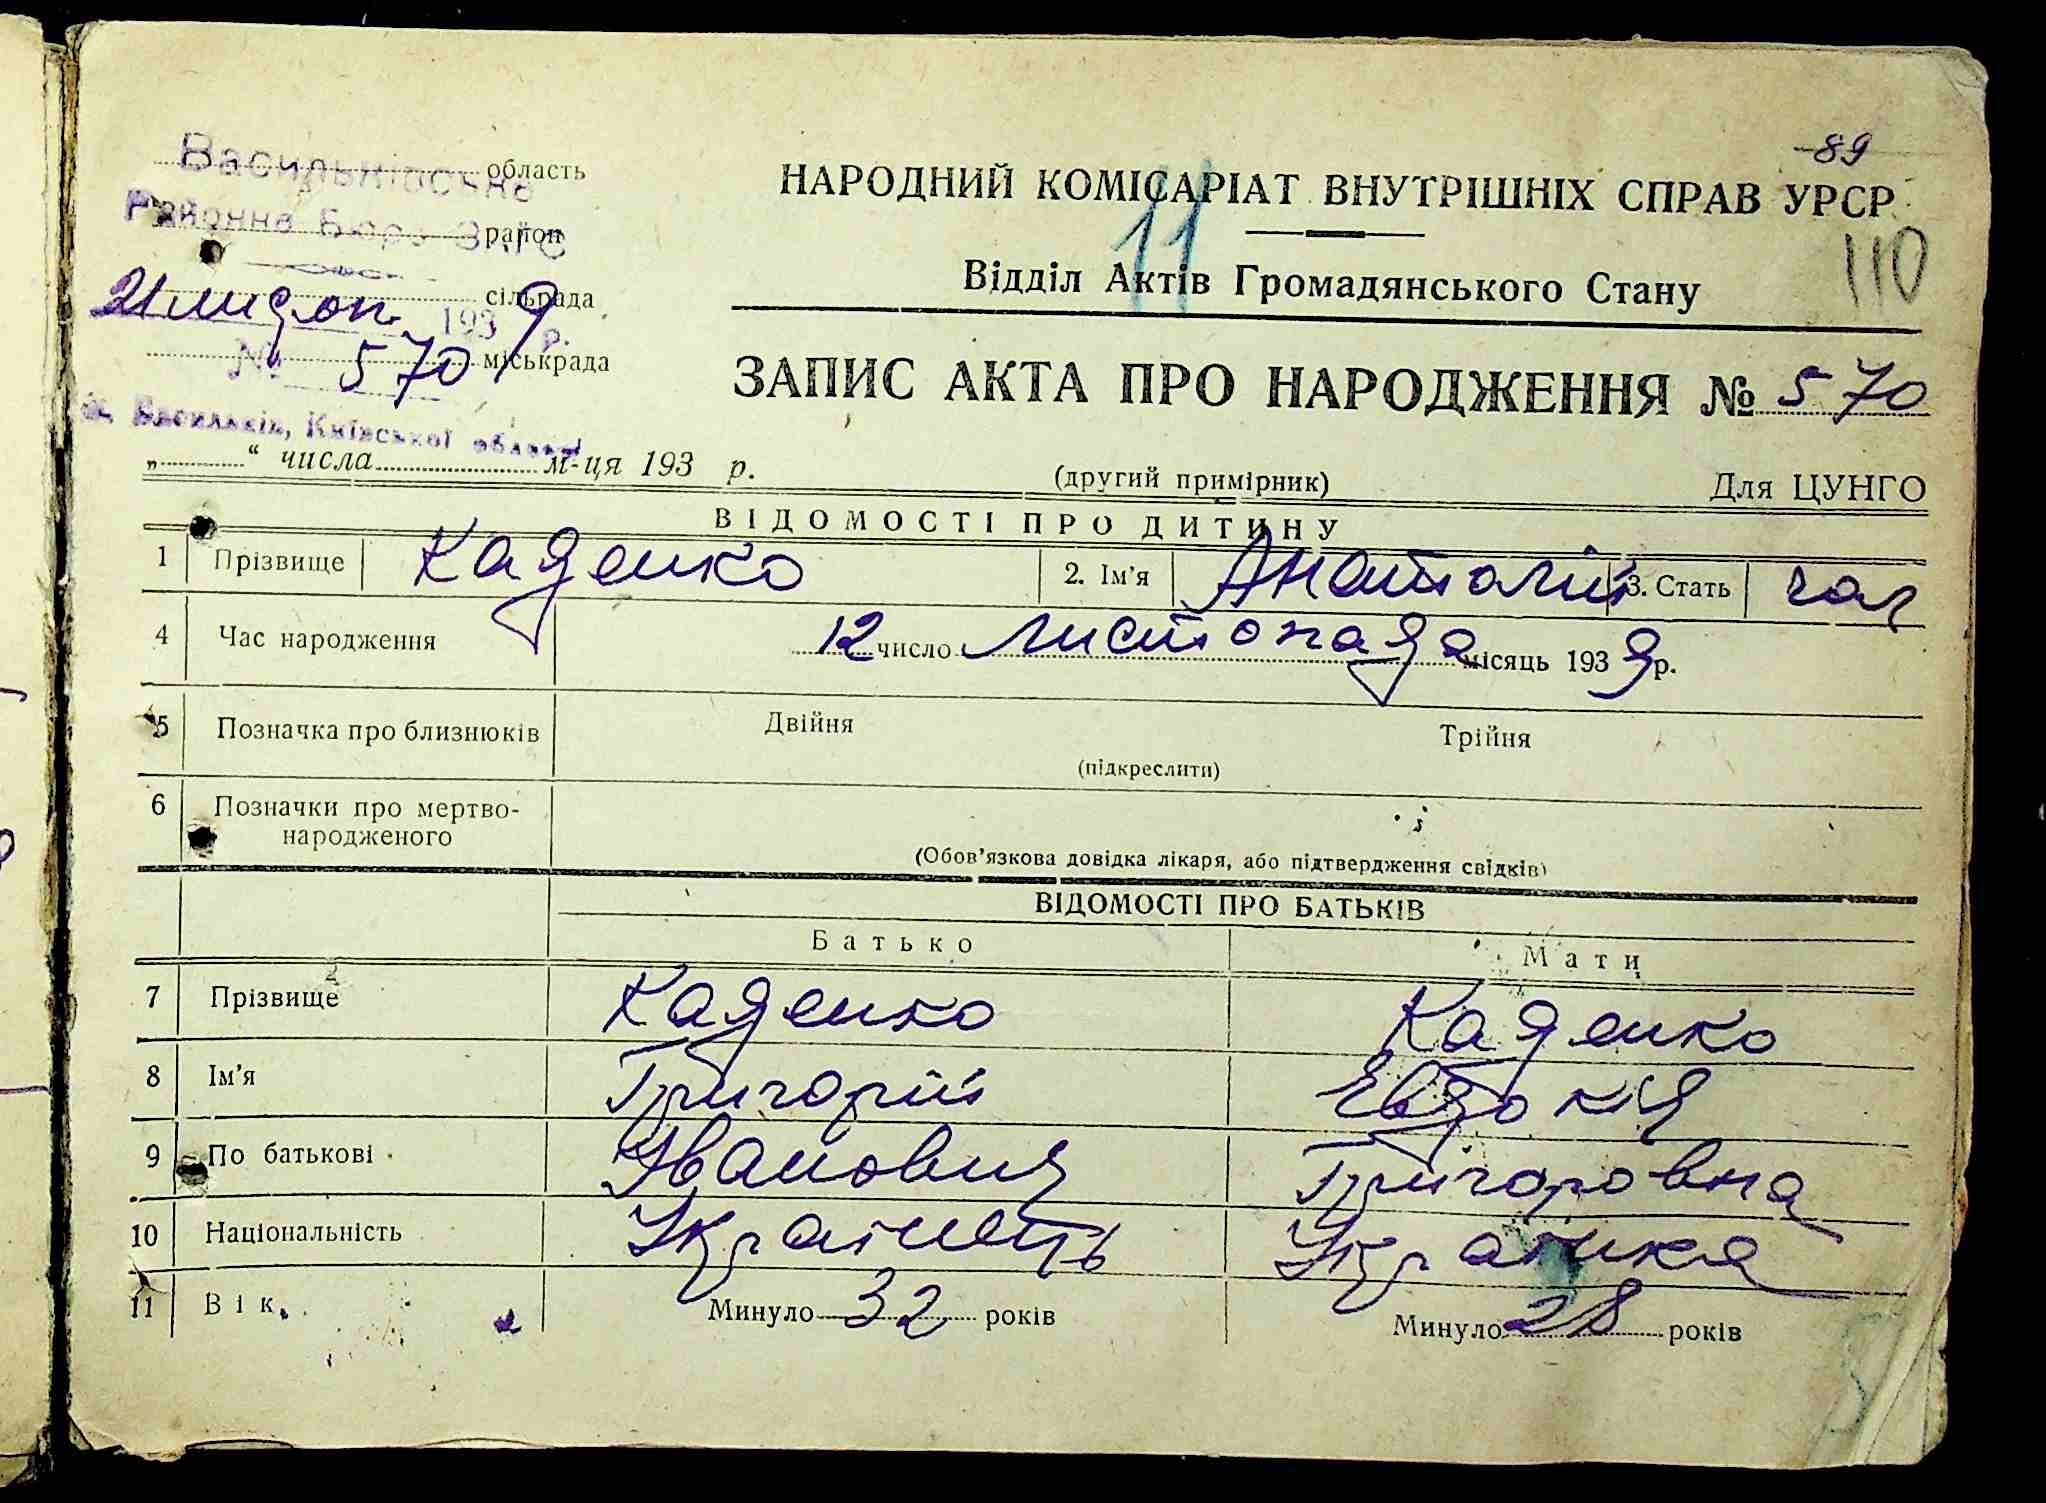 89
НАРОДНИЙ КОМІСАРІАТ ВНУТРІШНІХ СПРАВ УРСР
11
110
Відділ Актів Громадянського Стану
Васильківське область
Районне Бюро ЗАГС район
21 листоп. 1939 р. сільрада
№ 570 міськрада
м. Васильків, Київської області
„ “ числа м-ця 193 р.
ЗАПИС АКТА ПРО НАРОДЖЕННЯ № 570
(другий примірник)
Для ЦУНГО
ВІДОМОСТІ ПРО ДИТИНУ
1 Прізвище Каденко 2. Ім'я Анатолій 3. Стать чол
4 Час народження 12 число листопада місяць 1939 р.
5 Позначка про близнюків Двійня Трійня
(підкреслити)
6 Позначки про мертво-
народженого
(Обов'язкова довідка лікаря, або підтвердження свідків)
ВІДОМОСТІ ПРО БАТЬКІВ
Батько Мати
7 Прізвище Каденко Каденко
8 Ім'я Григорій Евдокія
9 По батькові Іванович Григоровна
10 Національність Українець Українка
11 Вік. Минуло 32 років Минуло 28 років